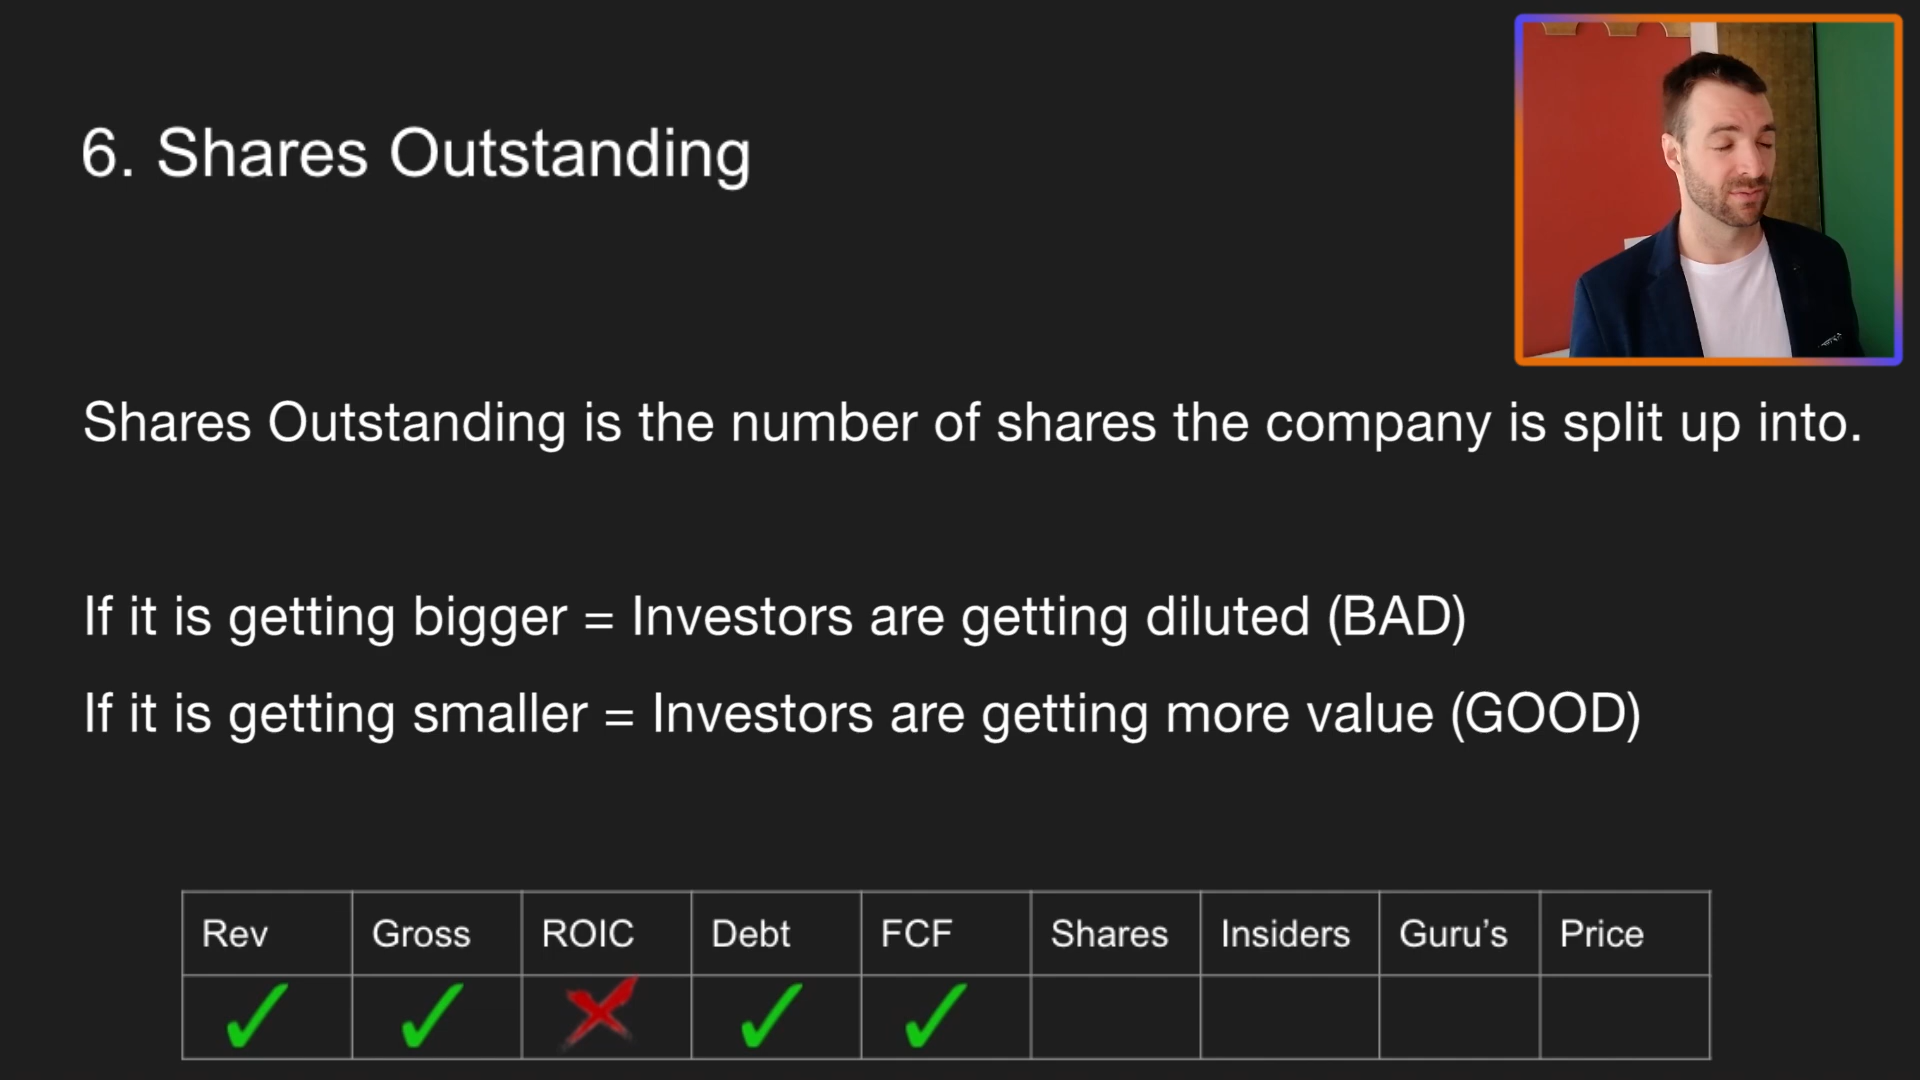 6. Shares Outstanding
Shares Outstanding is the number of shares the company is split up into.
If it is getting bigger = Investors are getting diluted (BAD)
If it is getting smaller = Investors are getting more value (GOOD)
Rev Gross ROIC Debt FCF Shares Insiders Guru’s Price